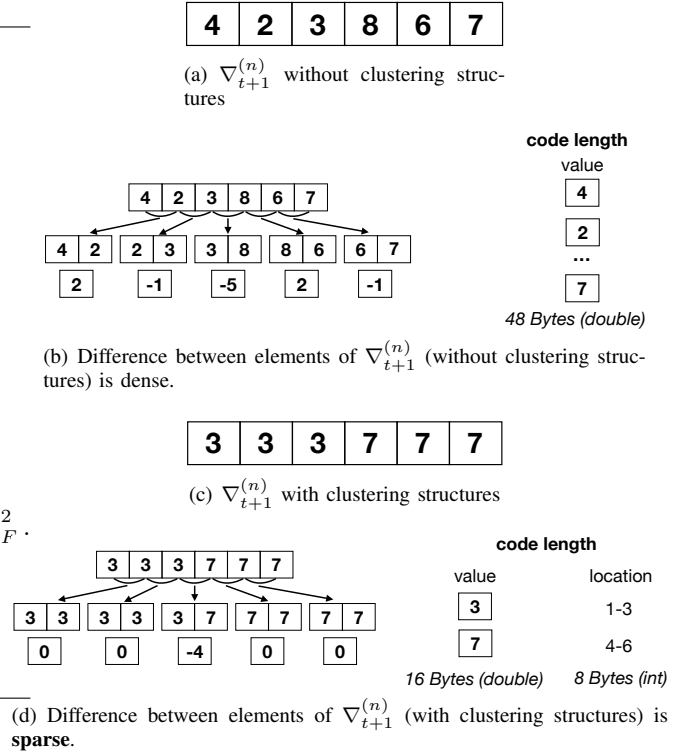 4 2 3 8 6 7
(a) ∇_{t+1}^{(n)} without clustering struc-
tures
code length
value
4
2
...
7
48 Bytes (double)
4 2 3 8 6 7
4 2 2 3 3 8 8 6 6 7
2 -1 -5 2 -1
(b) Difference between elements of ∇_{t+1}^{(n)} (without clustering struc-
tures) is dense.
3 3 3 7 7 7
(c) ∇_{t+1}^{(n)} with clustering structures
2
F .
3 3 3 7 7 7
3 3 3 3 3 7 7 7 7 7
0 0 -4 0 0
code length
value location
3 1-3
7 4-6
16 Bytes (double) 8 Bytes (int)
(d) Difference between elements of ∇_{t+1}^{(n)} (with clustering structures) is
sparse.